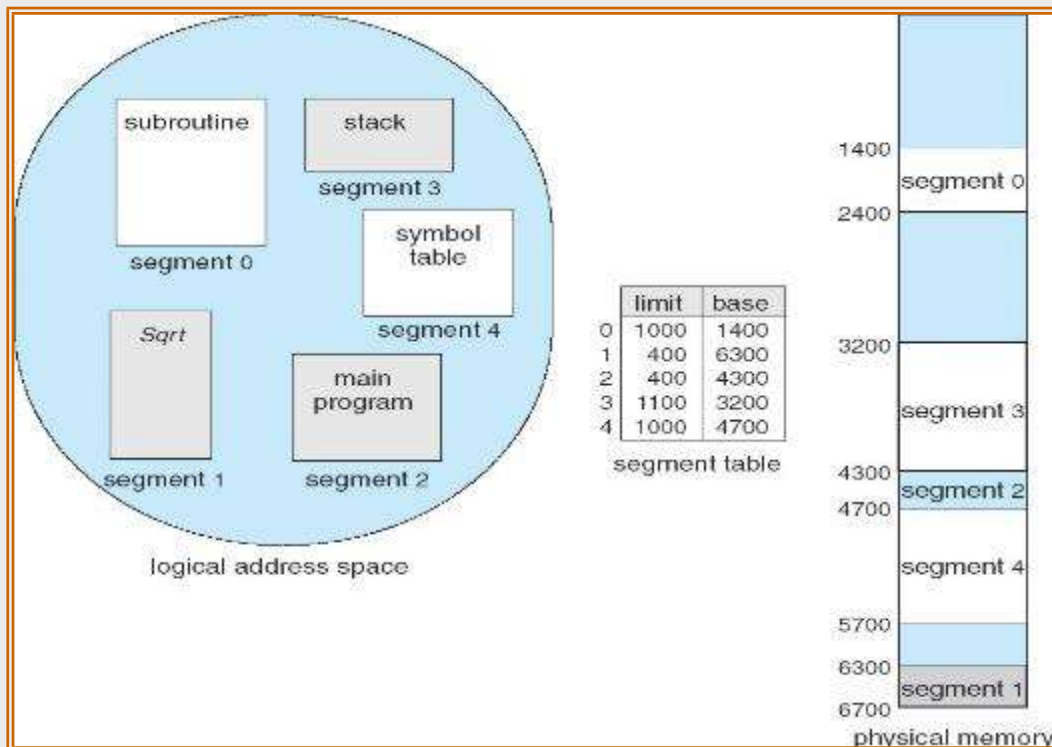 subroutine
segment 0
stack
segment 3
symbol
table
segment 4
Sqrt
segment 1
main
program
segment 2
logical address space
limit base
0 1000 1400
1 400 6300
2 400 4300
3 1100 3200
4 1000 4700
segment table
1400
segment 0
2400
3200
segment 3
4300
segment 2
4700
segment 4
5700
6300
segment 1
6700
physical memory